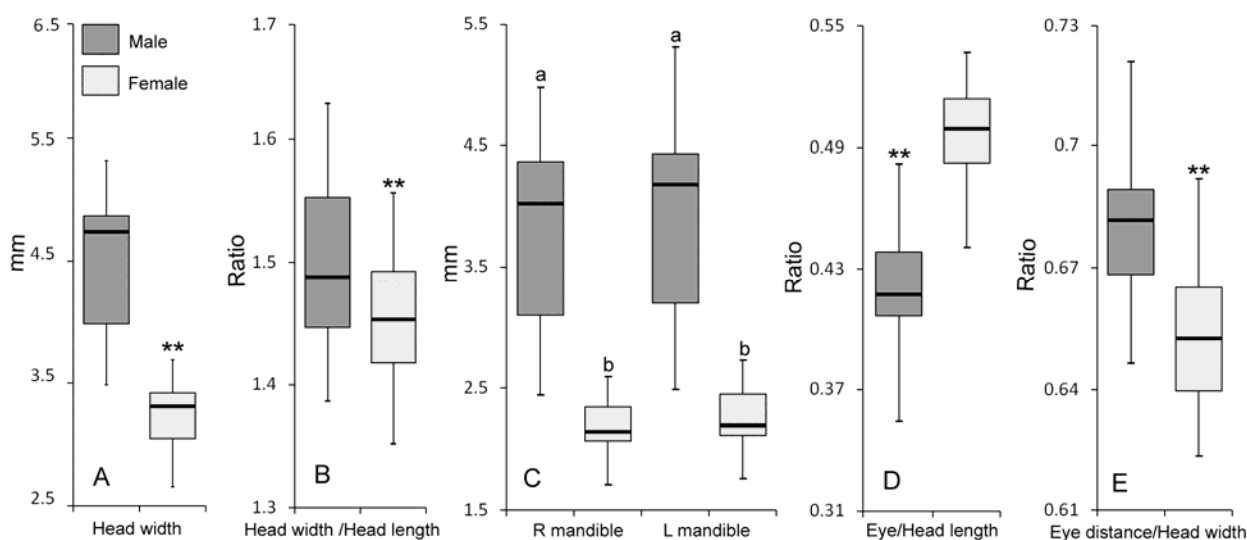 6.5
5.5
4.5
3.5
2.5
mm
Male
Female
**
A
Head width
1.7
1.6
1.5
1.4
1.3
Ratio
**
B
Head width /Head length
5.5
4.5
3.5
2.5
1.5
mm
a
a
b
b
C
R mandible
L mandible
0.55
0.49
0.43
0.37
0.31
Ratio
**
D
Eye/Head length
0.73
0.7
0.67
0.64
0.61
Ratio
**
E
Eye distance/Head width